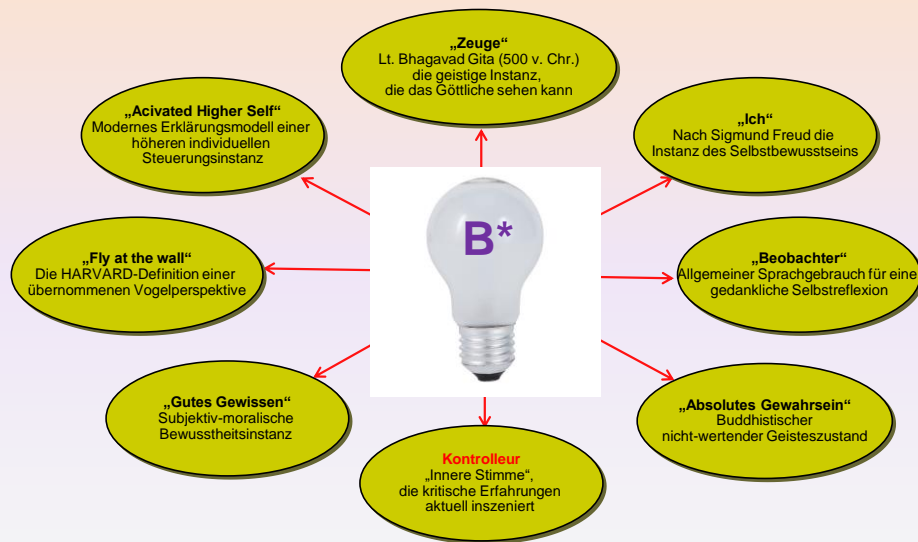 „Zeuge“
Lt. Bhagavad Gita (500 v. Chr.)
die geistige Instanz,
die das Göttliche sehen kann
„Acivated Higher Self“
Modernes Erklärungsmodell einer
höheren individuellen
Steuerungsinstanz
„Ich“
Nach Sigmund Freud die
Instanz des Selbstbewusstseins
B*
„Fly at the wall“
Die HARVARD-Definition einer
übernommenen Vogelperspektive
„Beobachter“
Allgemeiner Sprachgebrauch für eine
gedankliche Selbstreflexion
„Gutes Gewissen“
Subjektiv-moralische
Bewusstheitsinstanz
„Absolutes Gewahrsein“
Buddhistischer
nicht-wertender Geisteszustand
Kontrolleur
„Innere Stimme“,
die kritische Erfahrungen
aktuell inszeniert